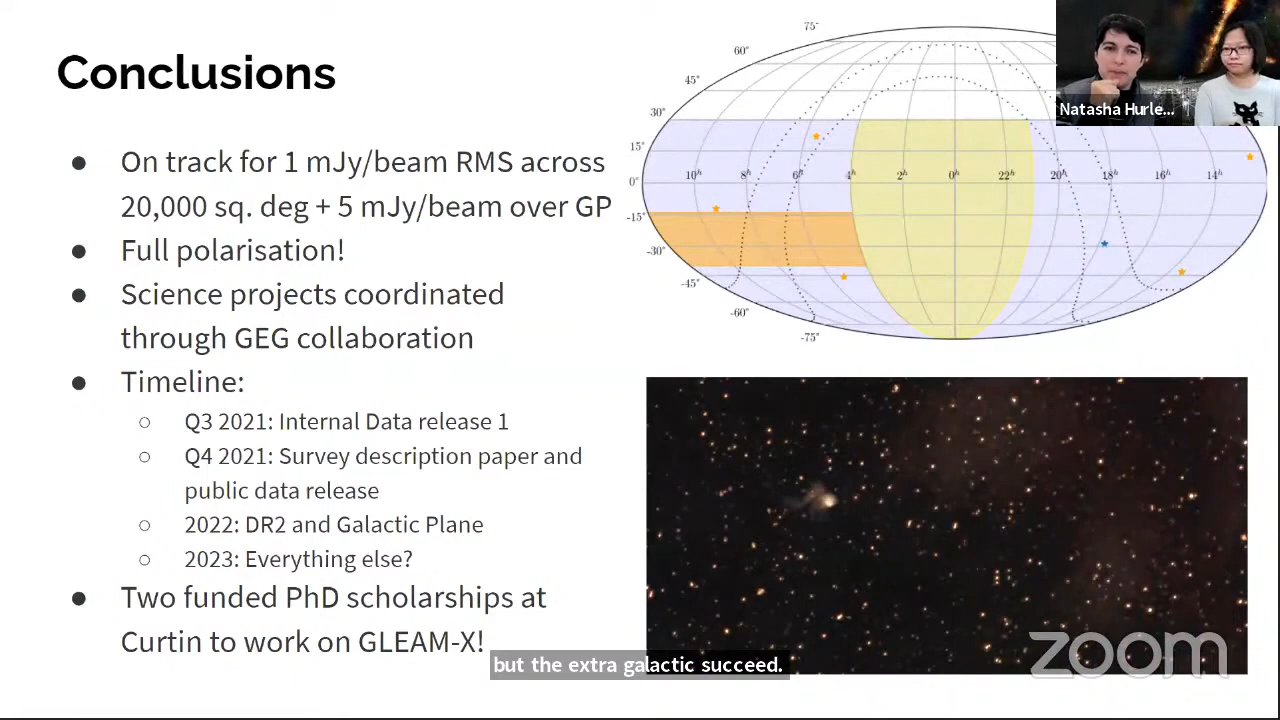 Conclusions
● On track for 1 mJy/beam RMS across
20,000 sq. deg + 5 mJy/beam over GP
● Full polarisation!
● Science projects coordinated
through GEG collaboration
● Timeline:
○ Q3 2021: Internal Data release 1
○ Q4 2021: Survey description paper and
public data release
○ 2022: DR2 and Galactic Plane
○ 2023: Everything else?
● Two funded PhD scholarships at
Curtin to work on GLEAM-X!
75°
60°
45°
30°
15°
0°
-15°
-30°
-45°
-60°
-75°
10h 8h 6h 4h 2h 0h 22h 20h 18h 16h 14h
Natasha Hurle...
zoom
but the extra galactic succeed.